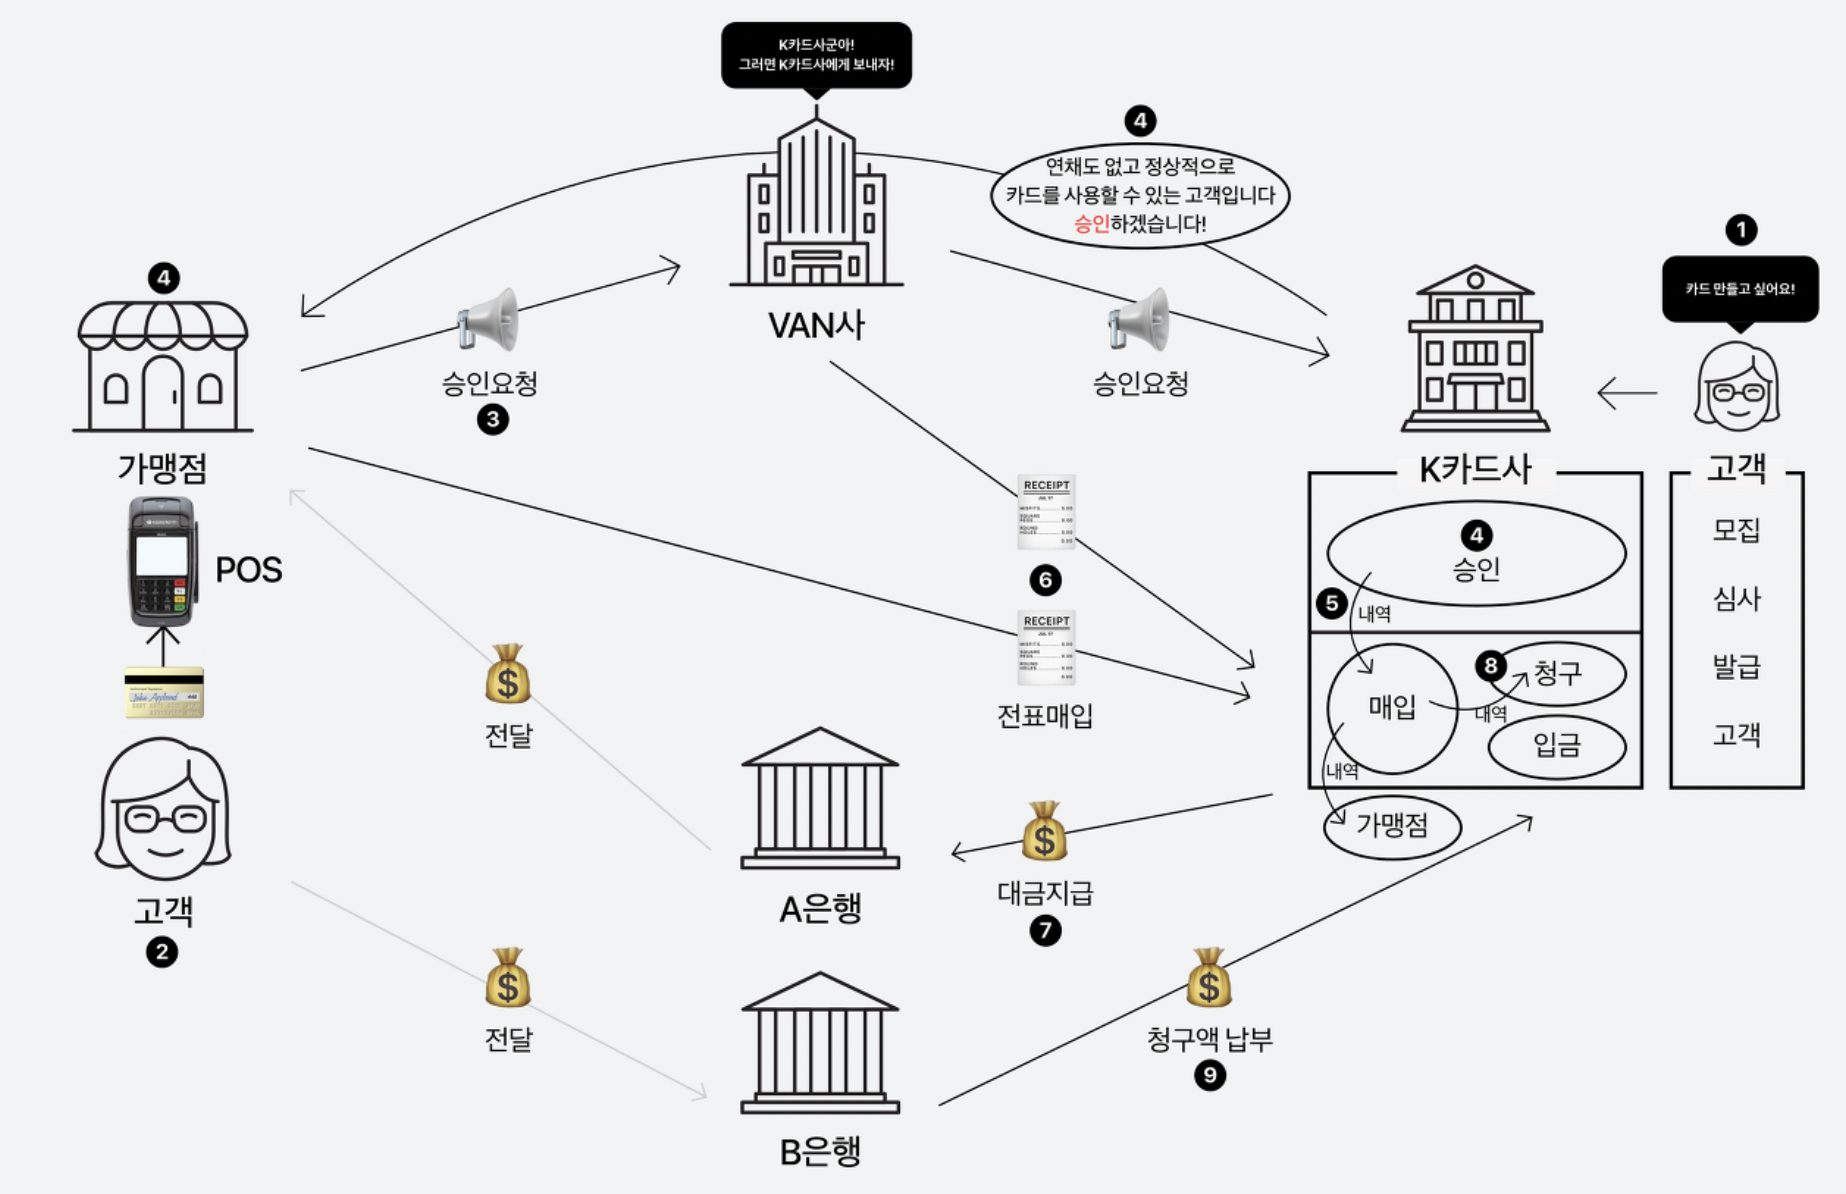 K카드사군아!
그러면 K카드사에게 보내자!
4
연채도 없고 정상적으로
카드를 사용할 수 있는 고객입니다
승인하겠습니다!
1
카드 만들고 싶어요!
4
VAN사
승인요청
3
승인요청
가맹점
K카드사
고객
POS
RECEIPT
6
RECEIPT
전표매입
4
승인
5
내역
매입
8
청구
내역
입금
내역
가맹점
모집
심사
발급
고객
전달
고객
2
A은행
대금지급
7
전달
B은행
청구액 납부
9